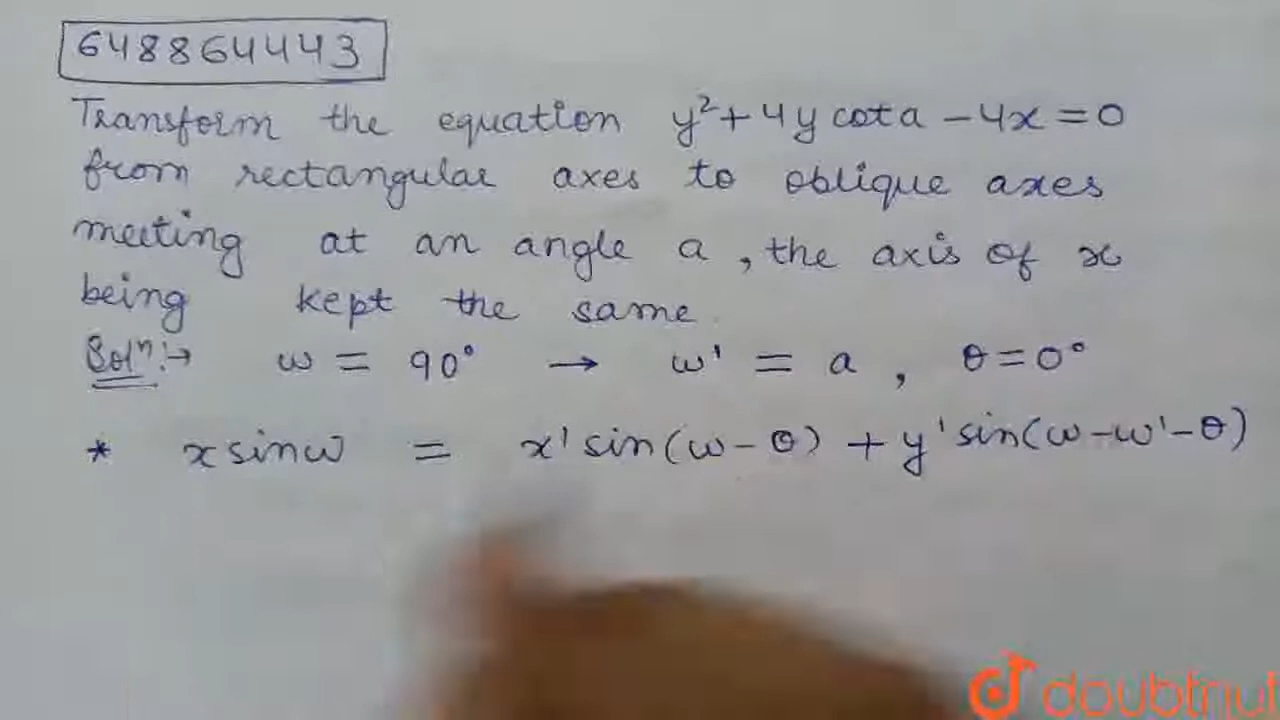 648864443
Transform the equation y²+4y cot a -4x=0
from rectangular axes to oblique axes
meeting at an angle a, the axis of x
being kept the same.
Solⁿ:→ ω = 90° → ω' = a, θ=0°
* x sinω = x' sin(ω-θ) + y' sin(ω-ω'-θ)
doubtnut